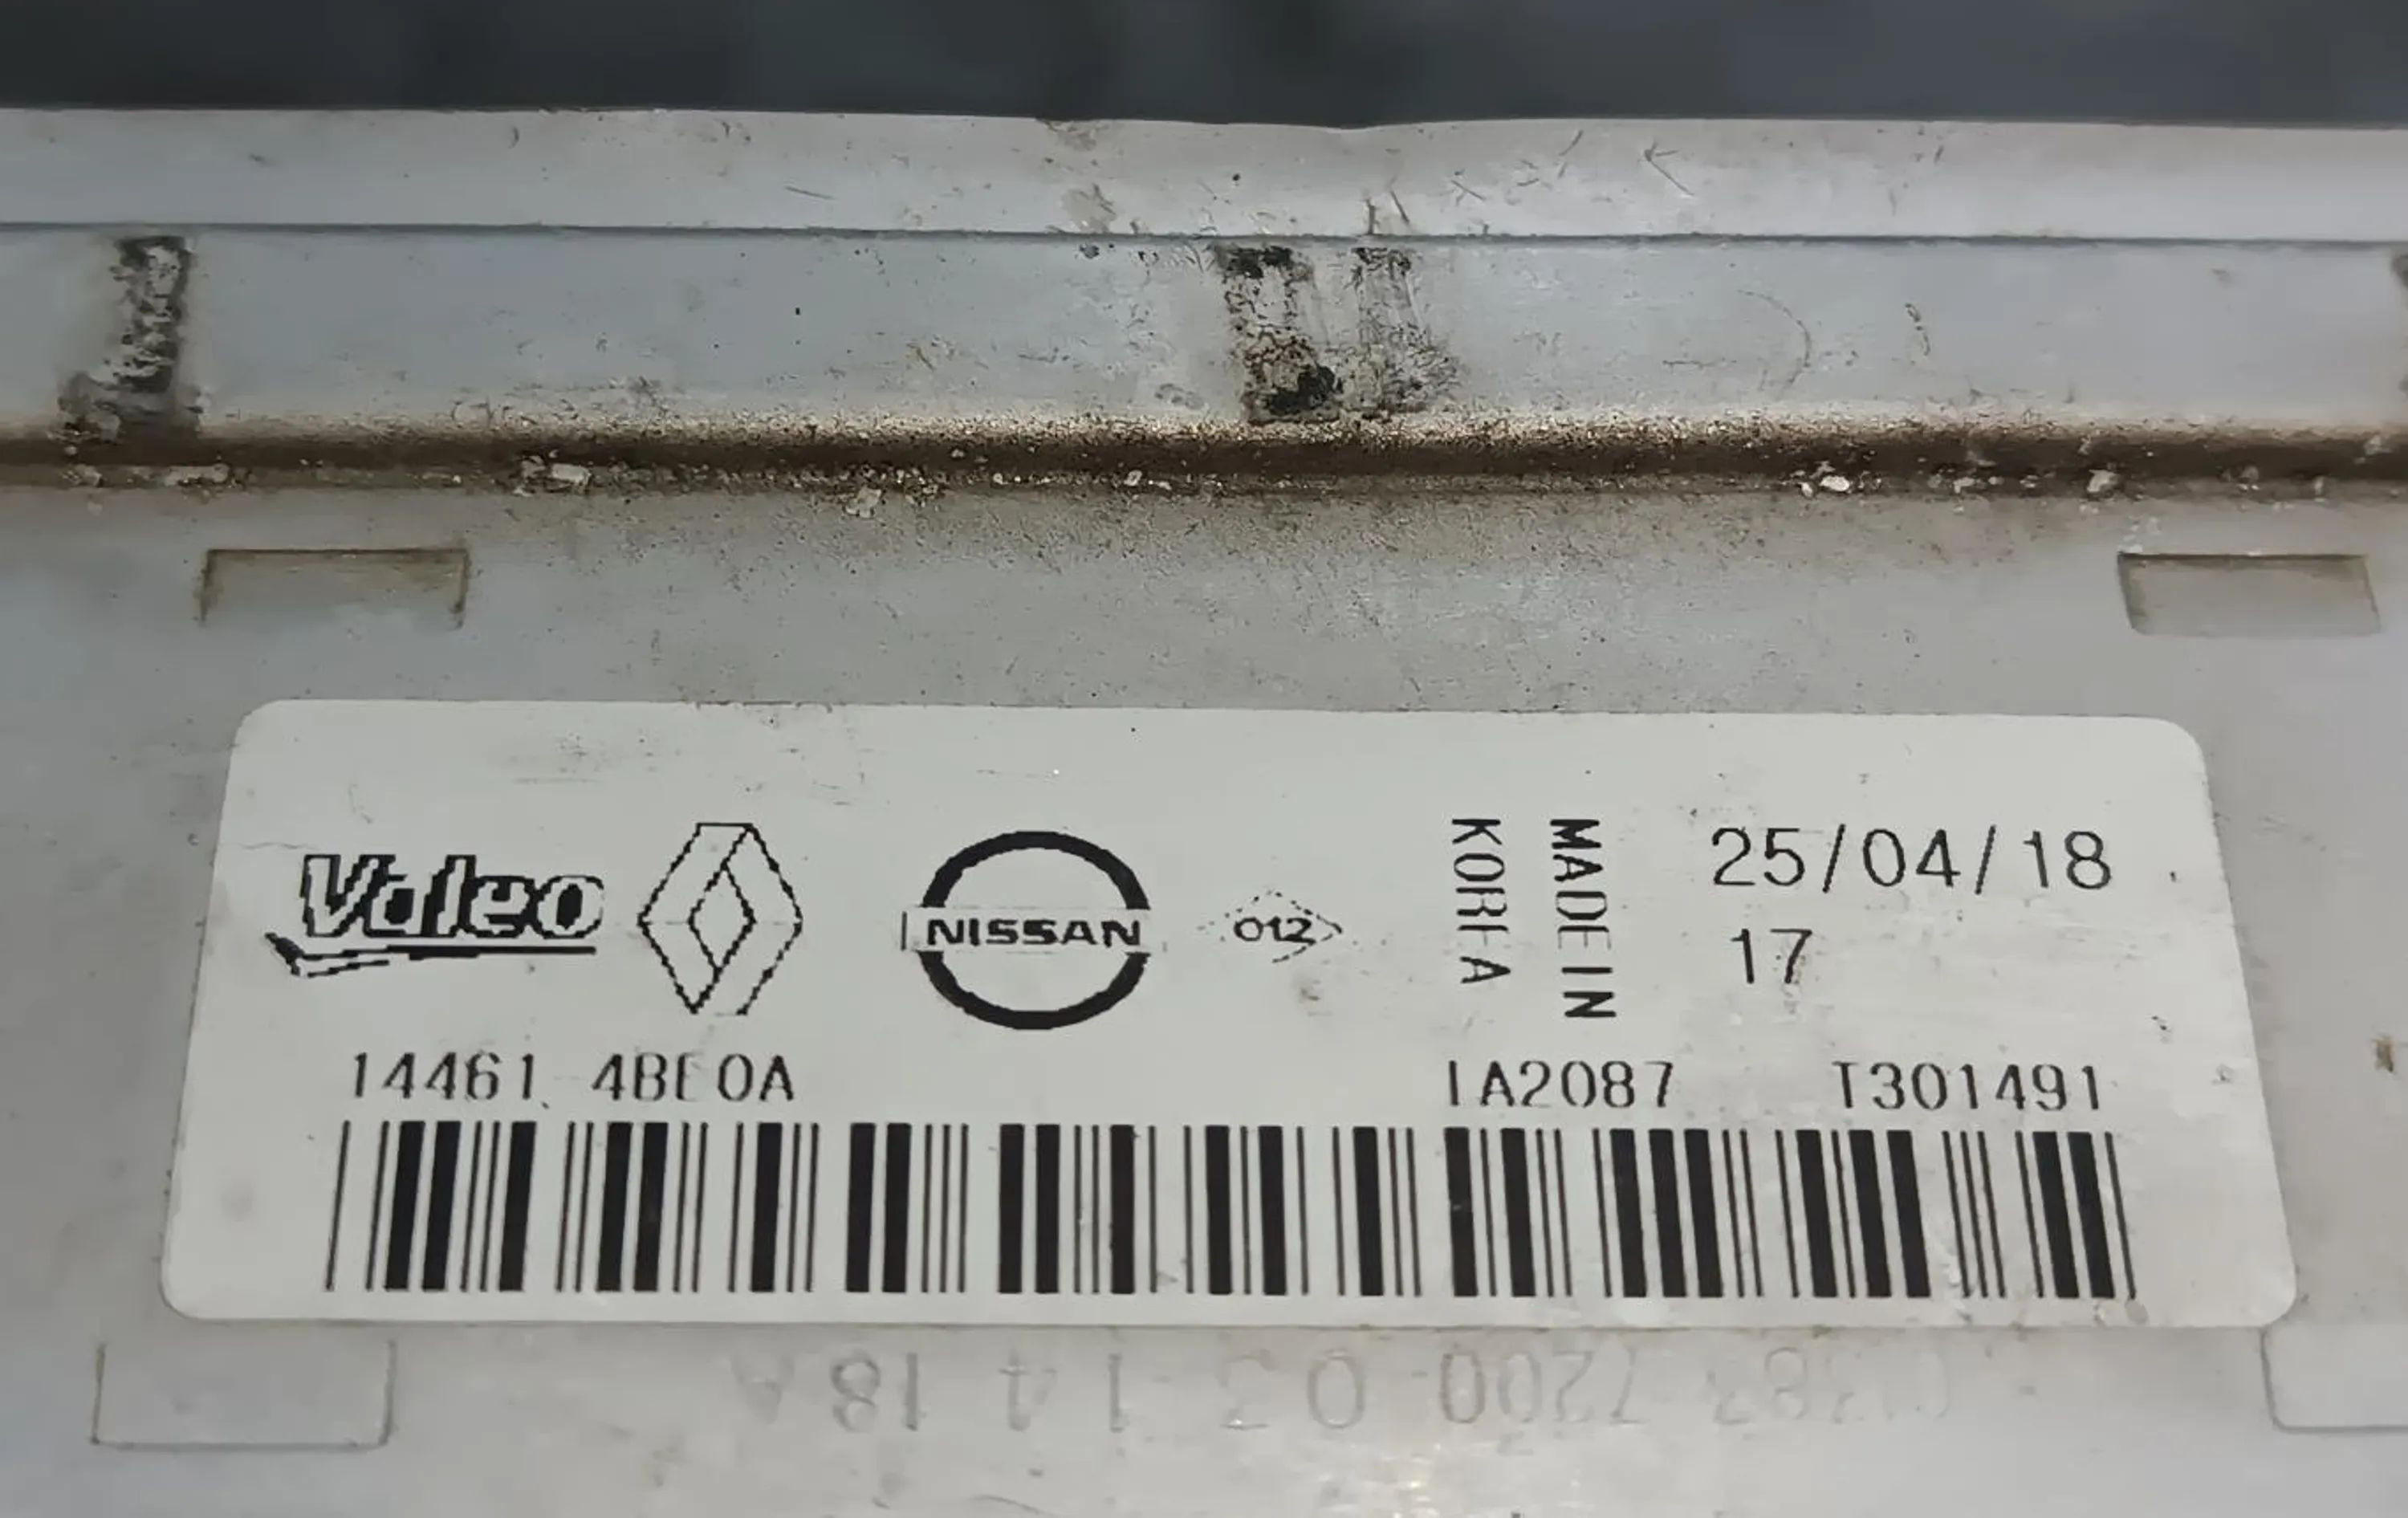 Valeo NISSAN 012 MADE IN KOREA 25/04/18
17
14461 4BE0A IA2087 T301491